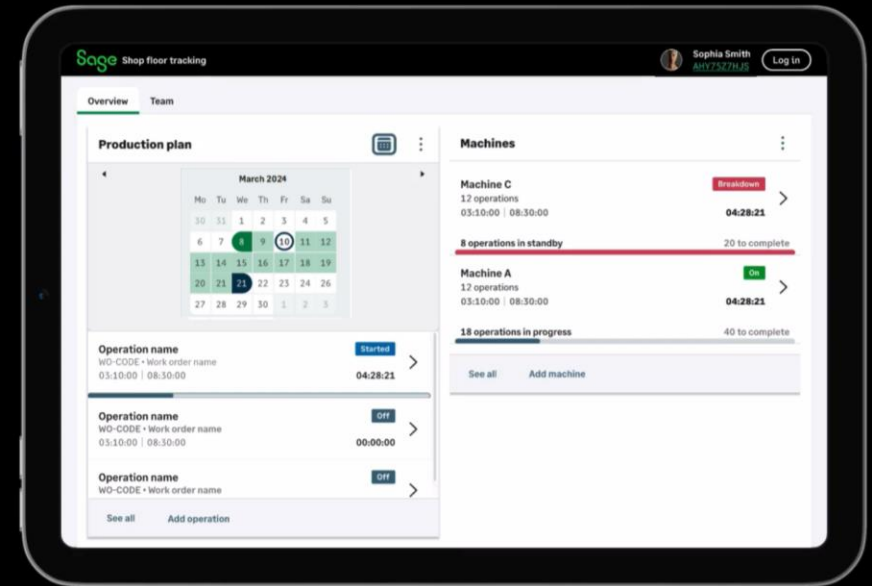 Sage Shop floor tracking
Sophia Smith
AHY75Z7HJS
Log in
Overview Team
Production plan
March 2024
Mo Tu We Th Fr Sa Su
30 31 1 2 3 4 5
6 7 8 9 10 11 12
13 14 15 16 17 18 19
20 21 21 22 23 24 26
27 28 29 30 1 2 3
Operation name Started
WO-CODE • Work order name
03:10:00 | 08:30:00 04:28:21
Operation name Off
WO-CODE • Work order name
03:10:00 | 08:30:00 00:00:00
Operation name Off
WO-CODE • Work order name
See all Add operation
Machines
Machine C Breakdown
12 operations
03:10:00 | 08:30:00 04:28:21
8 operations in standby 20 to complete
Machine A On
12 operations
03:10:00 | 08:30:00 04:28:21
18 operations in progress 40 to complete
See all Add machine